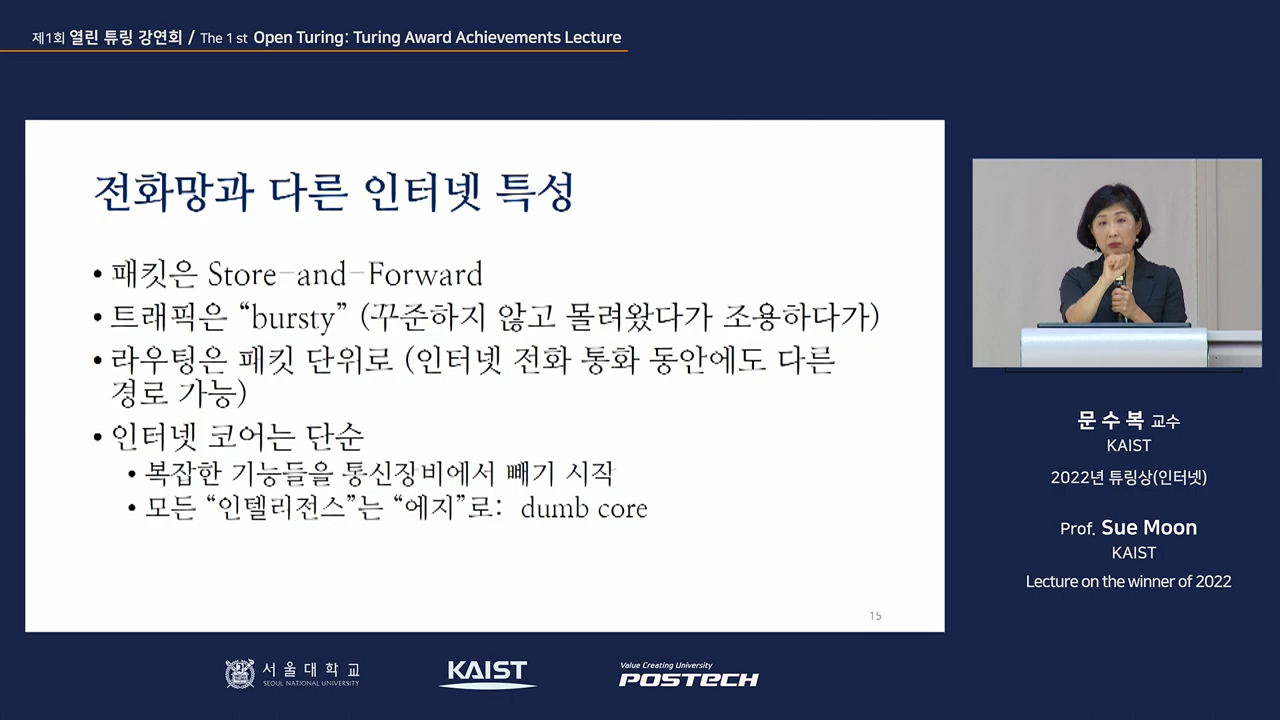 제1회 열린 튜링 강연회 / The 1 st Open Turing: Turing Award Achievements Lecture
전화망과 다른 인터넷 특성
• 패킷은 Store-and-Forward
• 트래픽은 “bursty” (꾸준하지 않고 몰려왔다가 조용하다가)
• 라우팅은 패킷 단위로 (인터넷 전화 통화 동안에도 다른
경로 가능)
• 인터넷 코어는 단순
• 복잡한 기능들을 통신장비에서 빼기 시작
• 모든 “인텔리전스”는 “에지”로: dumb core
15
문수복 교수
KAIST
2022년 튜링상(인터넷)
Prof. Sue Moon
KAIST
Lecture on the winner of 2022
서울대학교
SEOUL NATIONAL UNIVERSITY
KAIST
Value Creating University
POSTECH